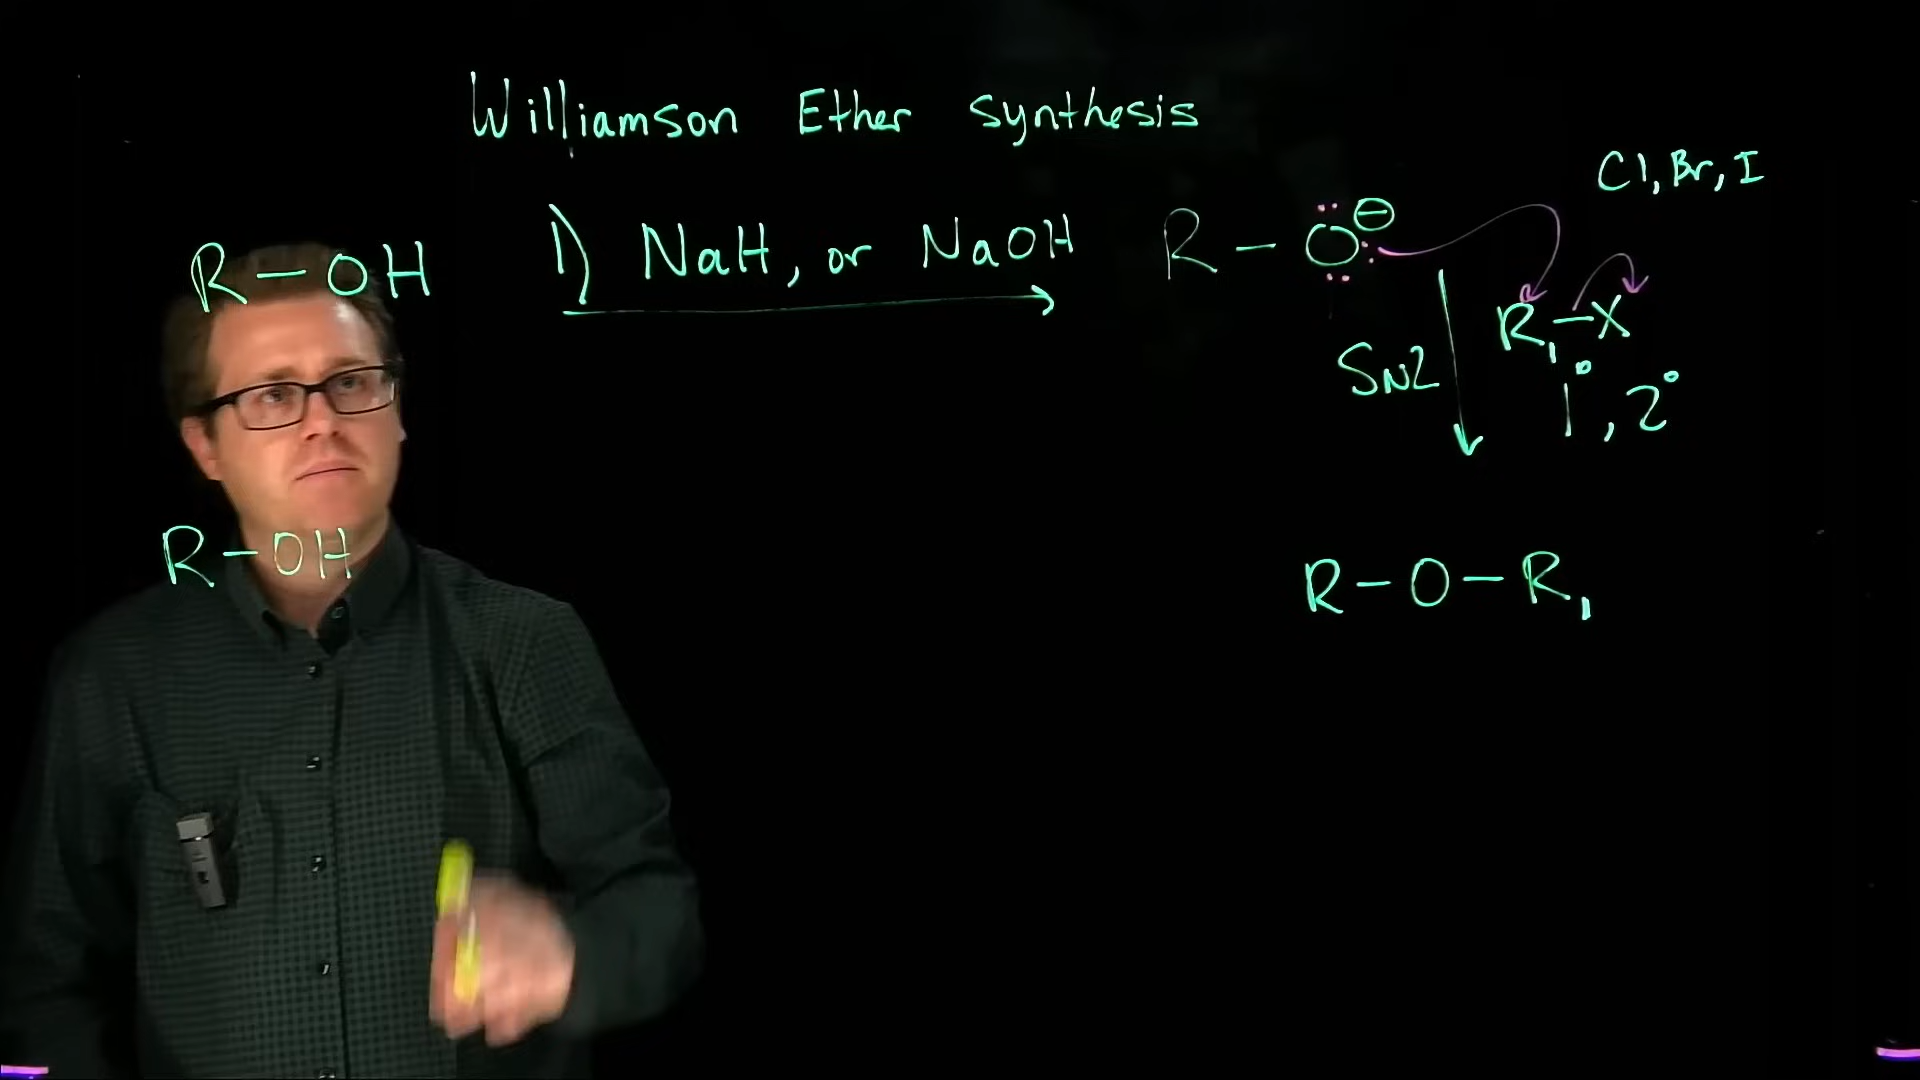 Williamson Ether synthesis
Cl, Br, I
R-OH
1) NaH, or NaOH
R-O⊖
R₁-X
SN2
1°, 2°
R-OH
R-O-R₁